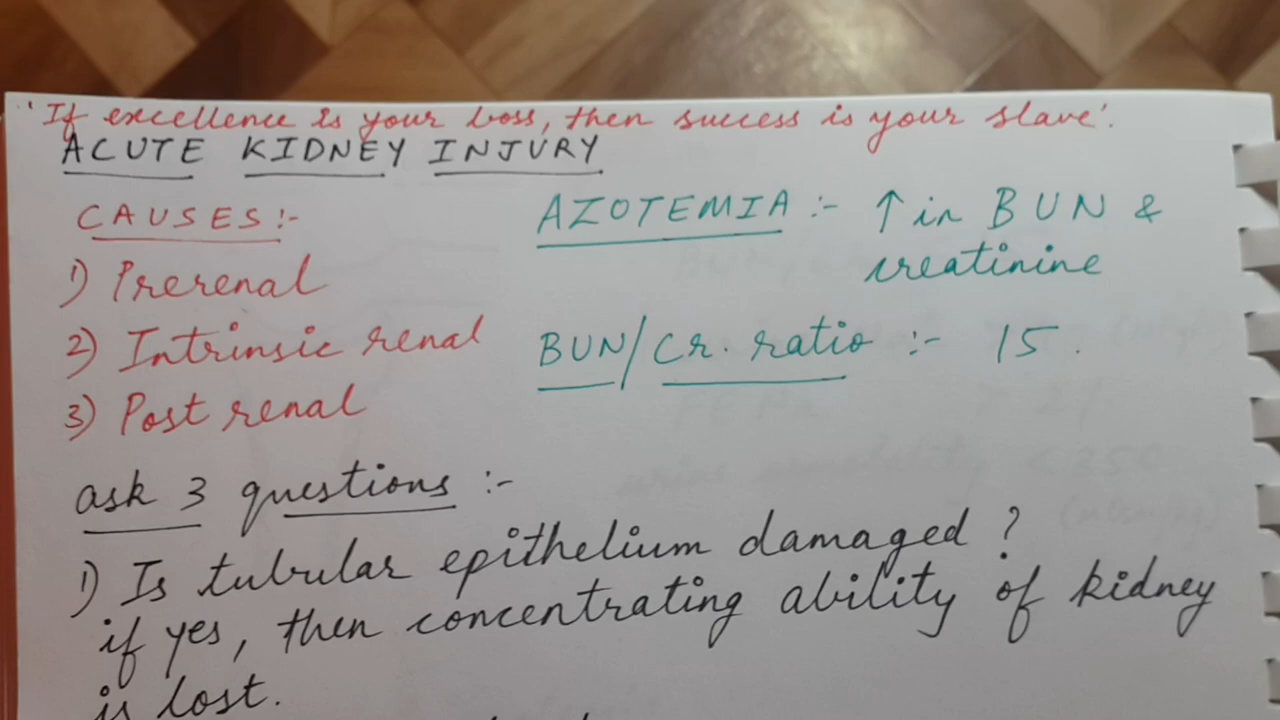 'If excellence is your boss, then success is your slave'.
ACUTE KIDNEY INJURY
CAUSES:-
1) Prerenal
2) Intrinsic renal
3) Post renal
AZOTEMIA :- ↑ in BUN &
creatinine
BUN/Cr. ratio :- 15.
ask 3 questions :-
1) Is tubular epithelium damaged?
if yes, then concentrating ability of kidney
is lost.